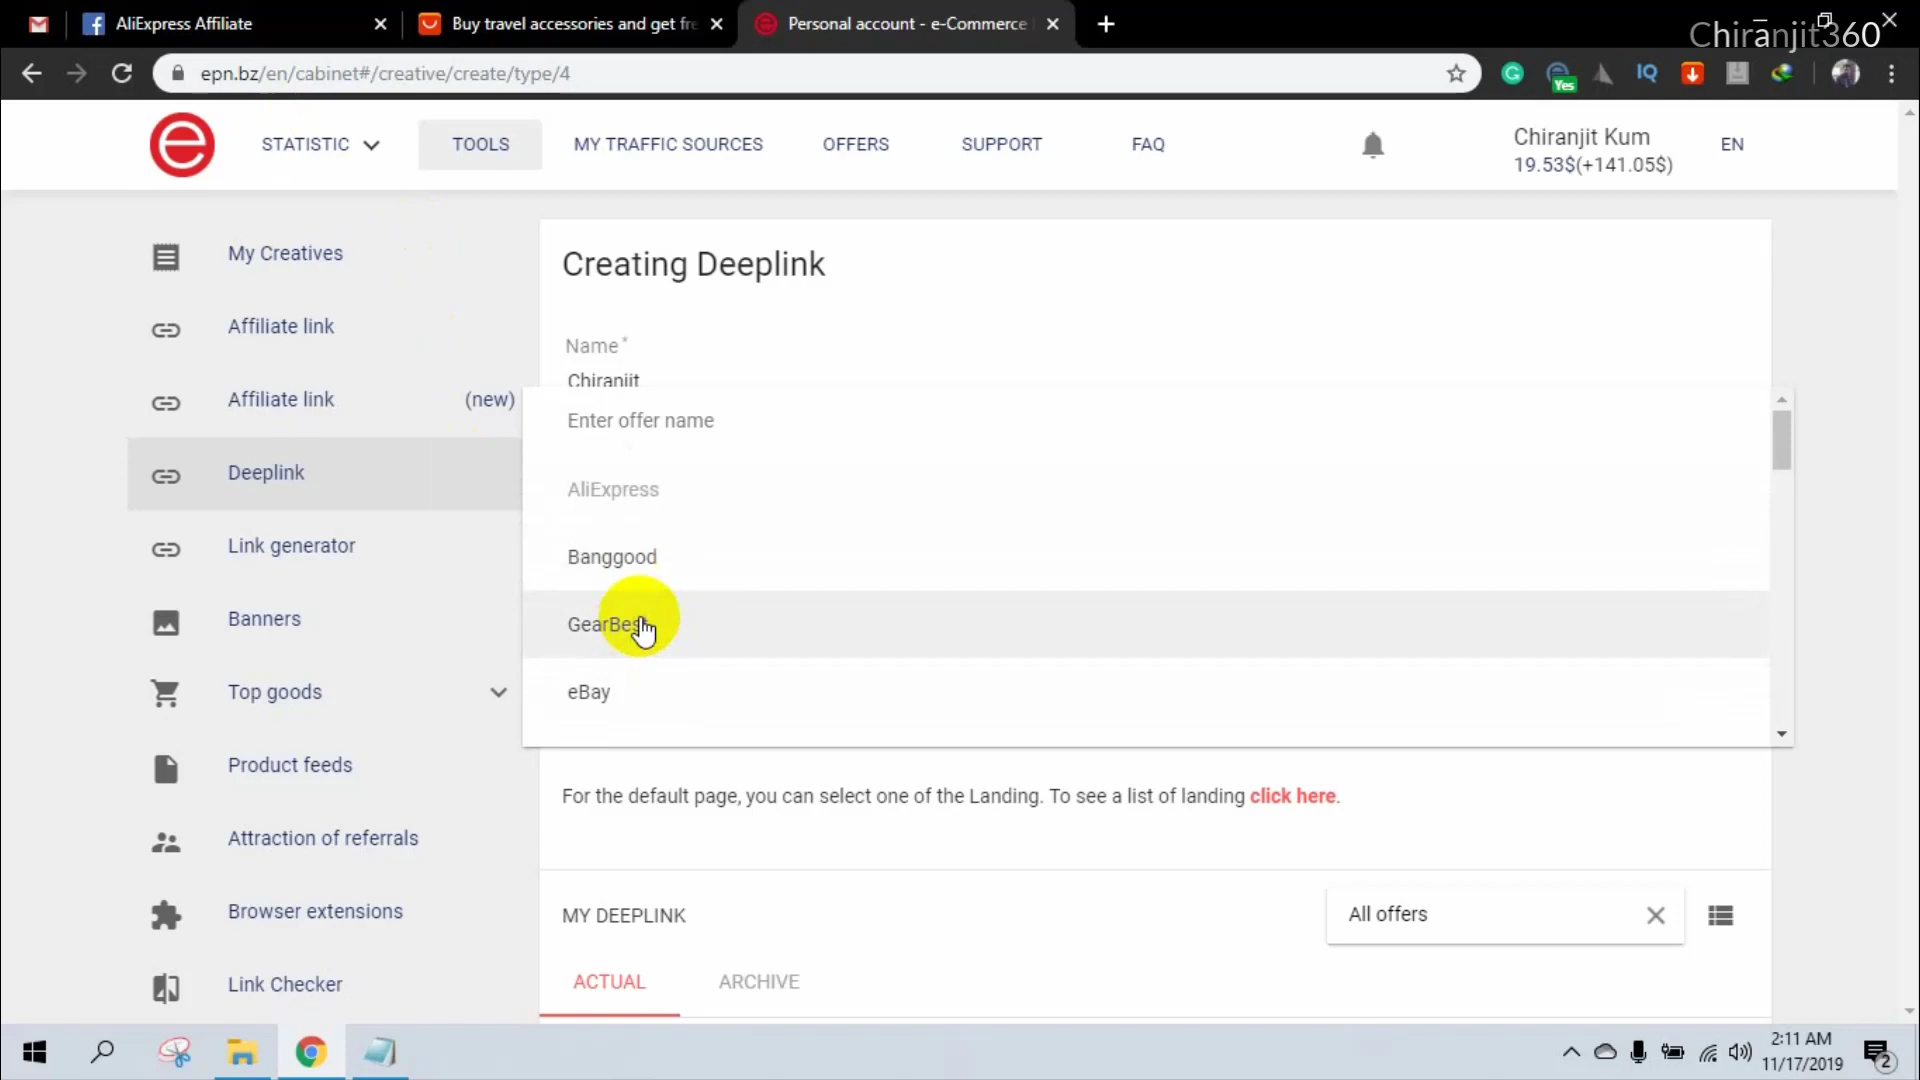 AliExpress Affiliate
Buy travel accessories and get fre
Personal account - e-Commerce
Chiranjit360
epn.bz/en/cabinet#/creative/create/type/4
Yes
IQ
STATISTIC
TOOLS
MY TRAFFIC SOURCES
OFFERS
SUPPORT
FAQ
Chiranjit Kum
19.53$(+141.05$)
EN
My Creatives
Affiliate link
Affiliate link (new)
Deeplink
Link generator
Banners
Top goods
Product feeds
Attraction of referrals
Browser extensions
Link Checker
Creating Deeplink
Name*
Chiranjit
Enter offer name
AliExpress
Banggood
GearBest
eBay
For the default page, you can select one of the Landing. To see a list of landing click here.
MY DEEPLINK
All offers
ACTUAL
ARCHIVE
2:11 AM
11/17/2019
2